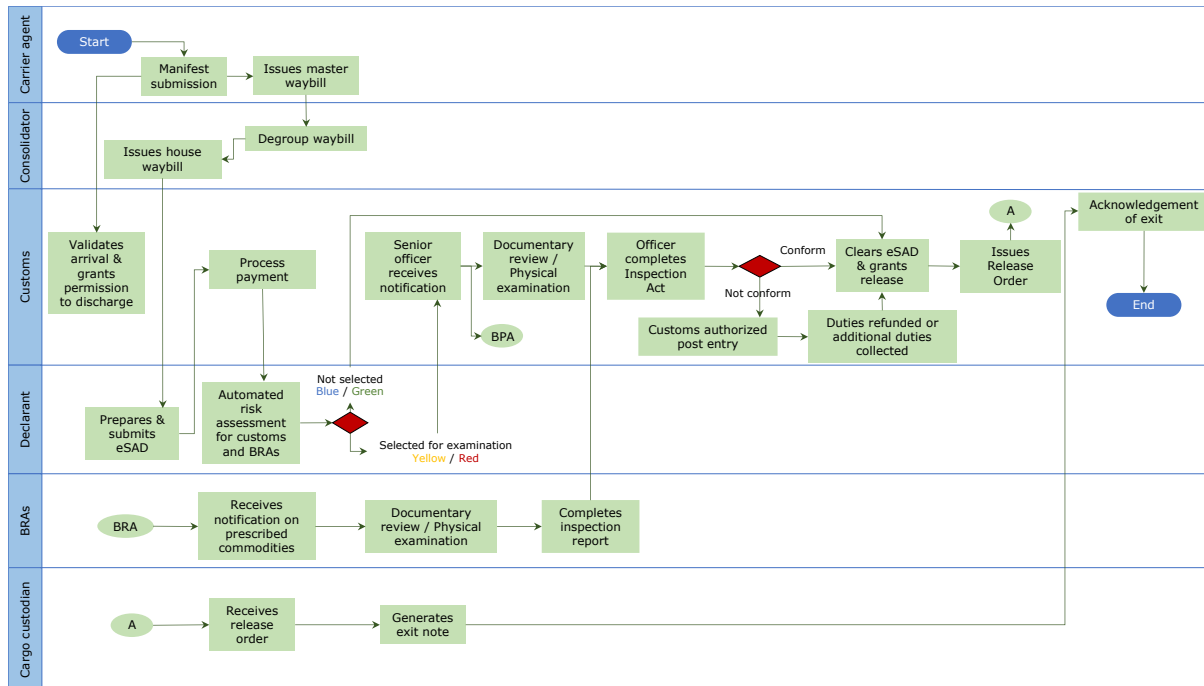 Carrier agent
Start
Manifest
submission
Issues master
waybill
Consolidator
Degroup waybill
Issues house
waybill
Customs
Validates
arrival &
grants
permission to
discharge
Process
payment
Senior
officer
receives
notification
Documentary
review /
Physical
examination
BPA
Officer
completes
Inspection
Act
Conform
Not conform
Customs authorized
post entry
Clears eSAD
& grants
release
Duties refunded or
additional duties
collected
A
Issues
Release
Order
Acknowledgement
of exit
End
Declarant
Prepares &
submits
eSAD
Automated
risk
assessment
for customs
and BRAs
Not selected
Blue / Green
Selected for examination
Yellow / Red
BRAs
BRA
Receives
notification on
prescribed
commodities
Documentary
review / Physical
examination
Completes
inspection
report
Cargo custodian
A
Receives
release
order
Generates
exit note